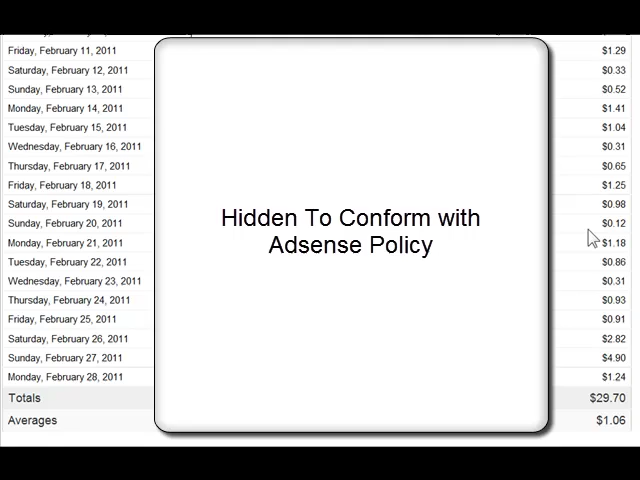 Friday, February 11, 2011 $1.29
Saturday, February 12, 2011 $0.33
Sunday, February 13, 2011 $0.52
Monday, February 14, 2011 $1.41
Tuesday, February 15, 2011 $1.04
Wednesday, February 16, 2011 $0.31
Thursday, February 17, 2011 $0.65
Friday, February 18, 2011 $1.25
Saturday, February 19, 2011 $0.98
Sunday, February 20, 2011 $0.12
Monday, February 21, 2011 $1.18
Tuesday, February 22, 2011 $0.86
Wednesday, February 23, 2011 $0.31
Thursday, February 24, 2011 $0.93
Friday, February 25, 2011 $0.91
Saturday, February 26, 2011 $2.82
Sunday, February 27, 2011 $4.90
Monday, February 28, 2011 $1.24
Totals $29.70
Averages $1.06
Hidden To Conform with
Adsense Policy